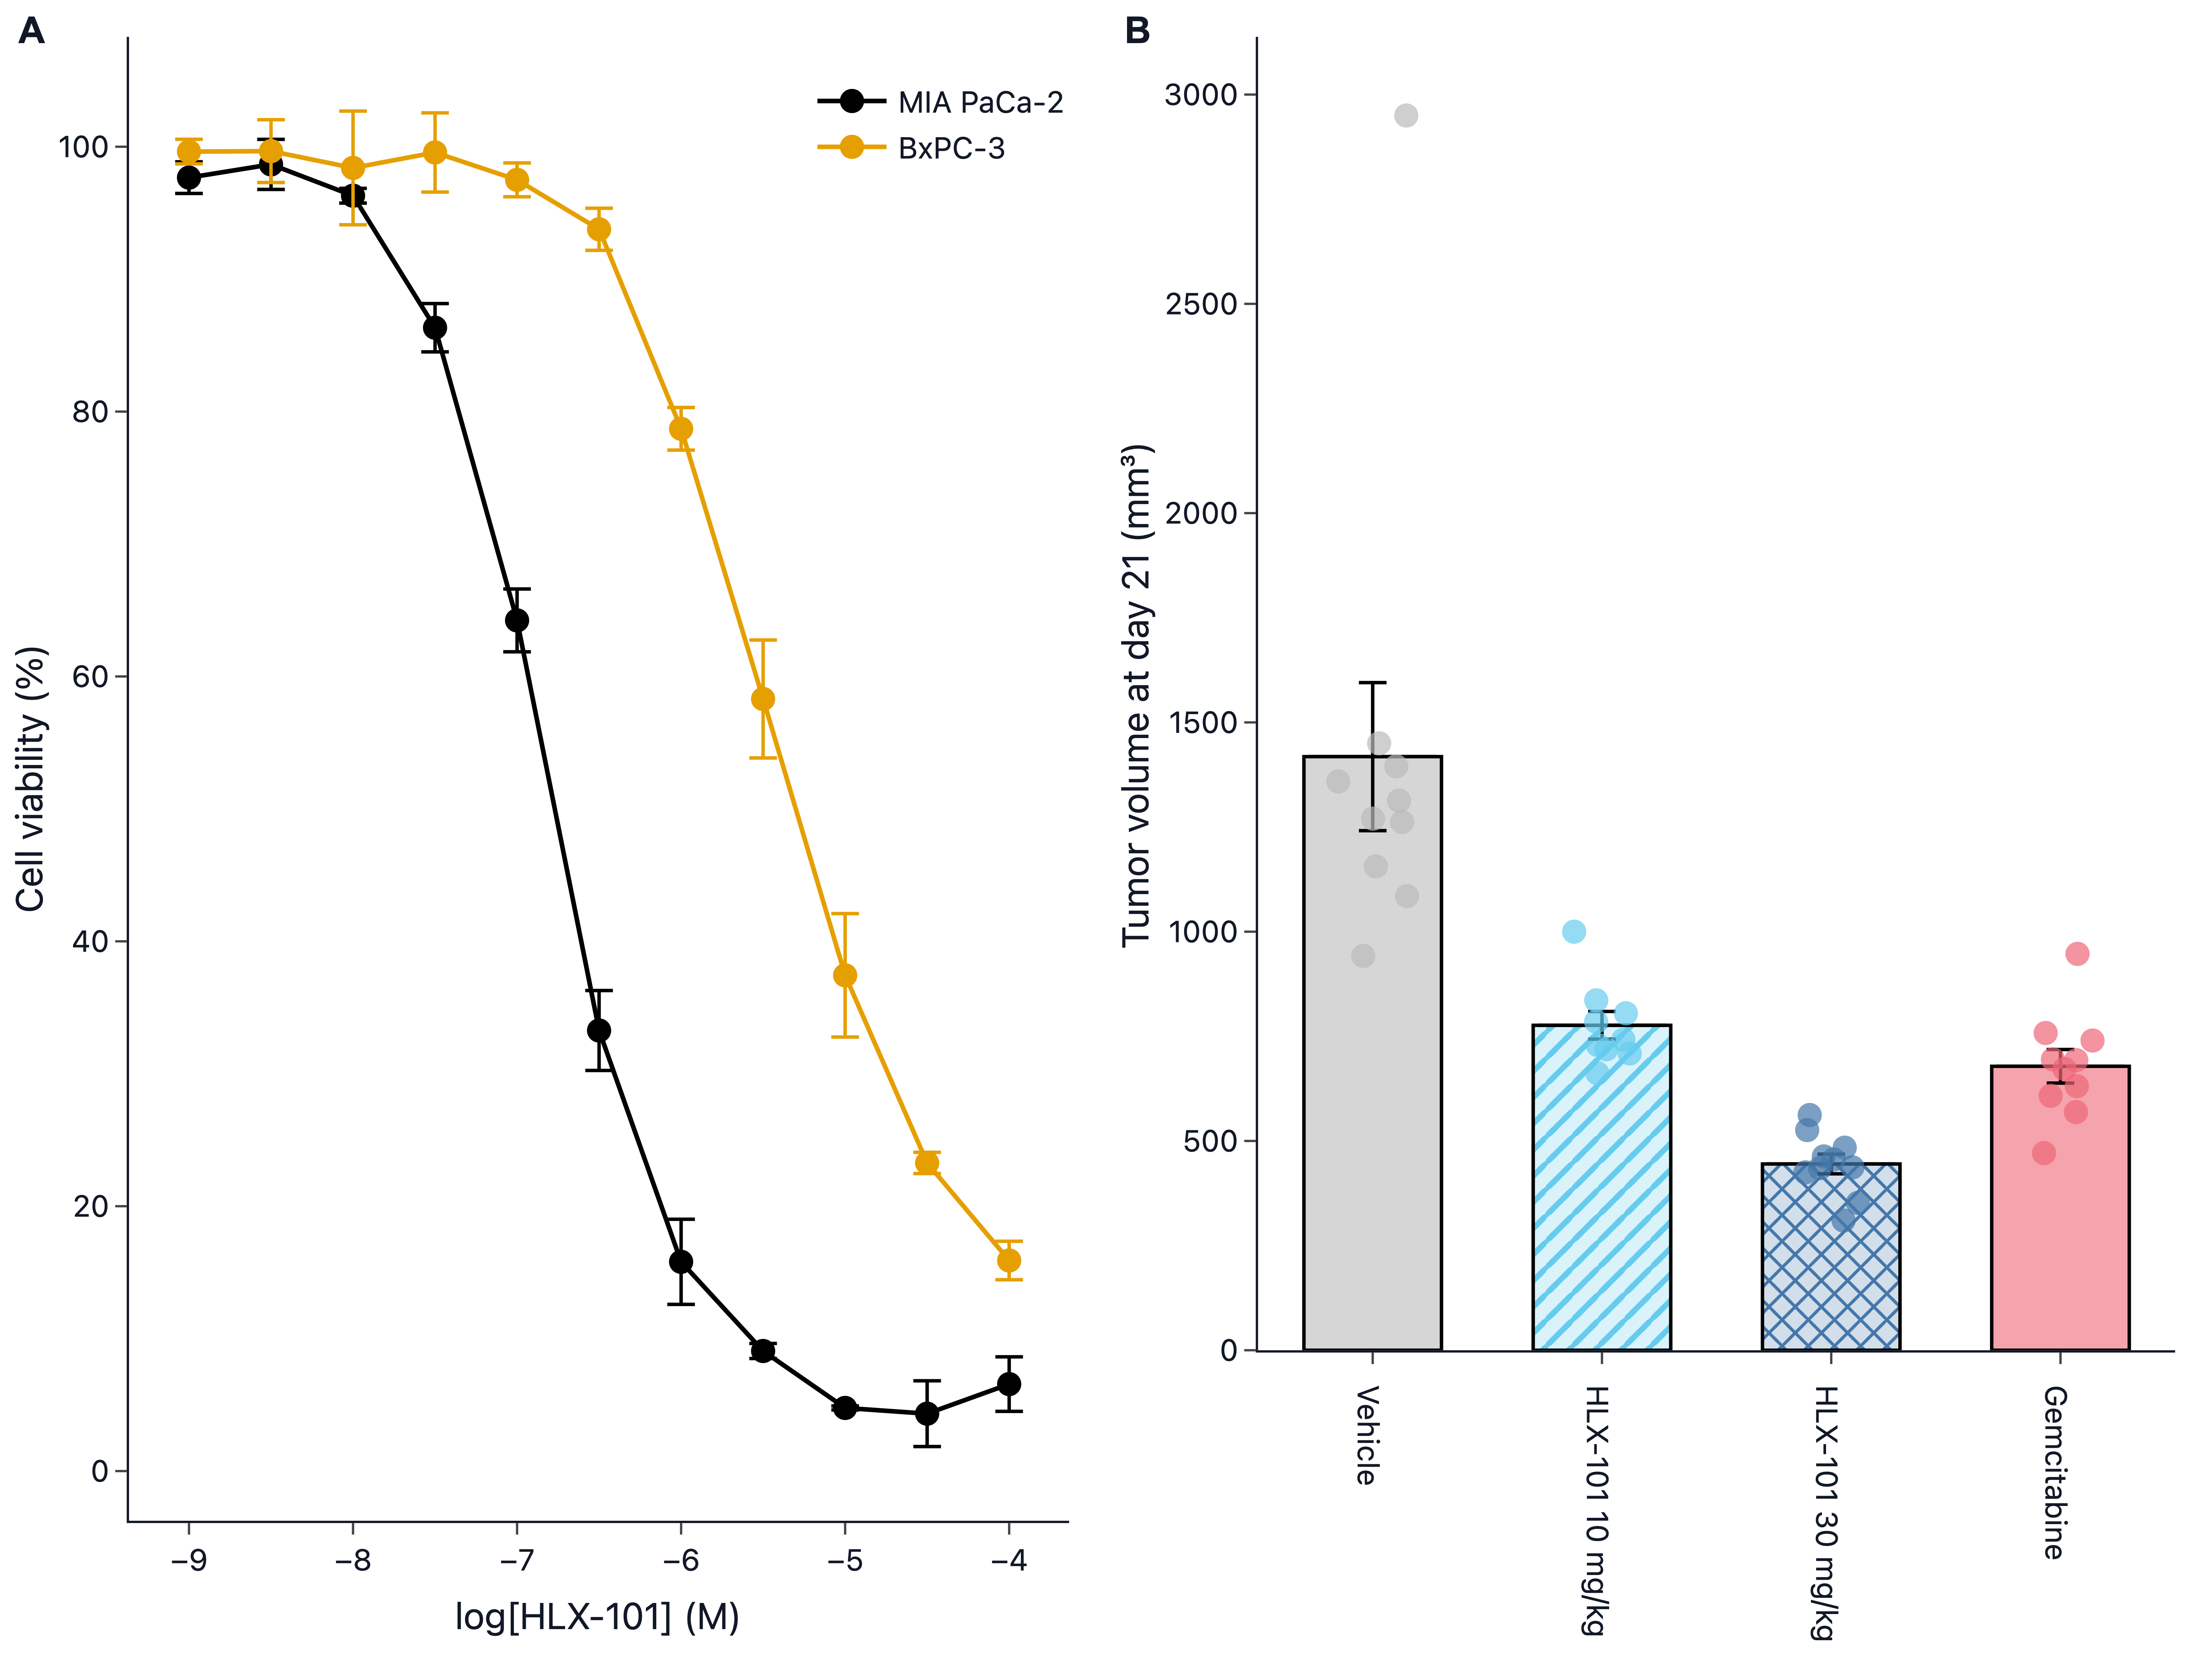 A
Cell viability (%)
100
80
60
40
20
0
−9
−8
−7
−6
−5
−4
log[HLX-101] (M)
MIA PaCa-2
BxPC-3
B
Tumor volume at day 21 (mm³)
3000
2500
2000
1500
1000
500
0
Vehicle
HLX-101 10 mg/kg
HLX-101 30 mg/kg
Gemcitabine